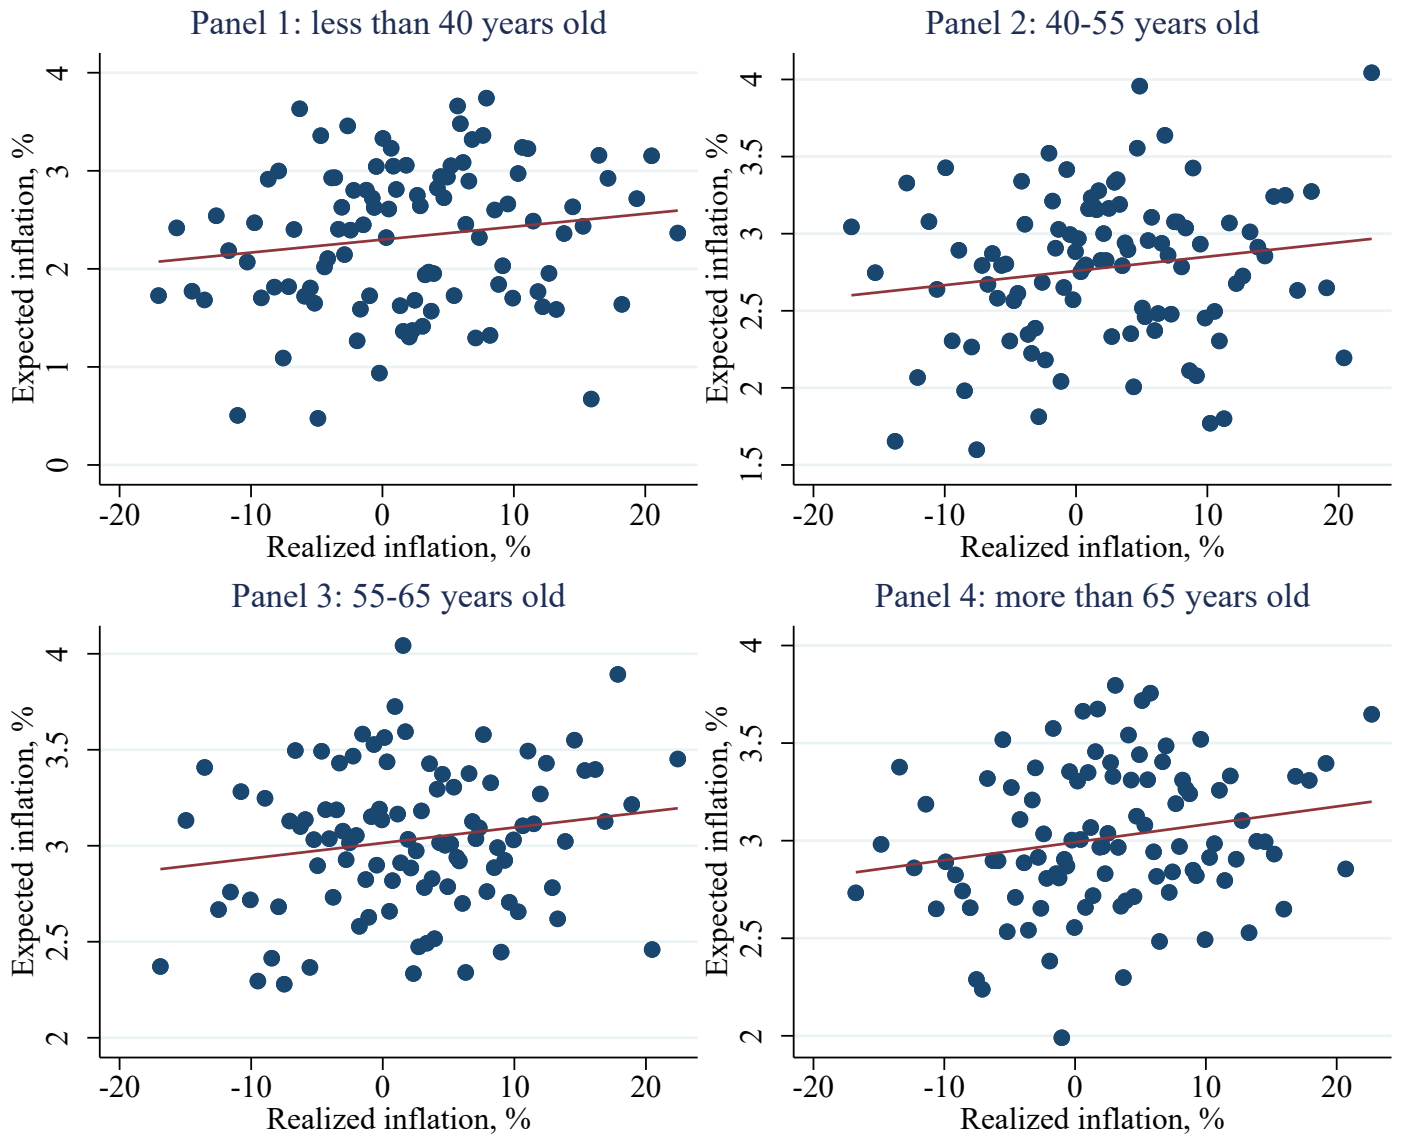 Panel 1: less than 40 years old
Expected inflation, %
4
3
2
1
0
-20 -10 0 10 20
Realized inflation, %
Panel 2: 40-55 years old
Expected inflation, %
4
3.5
3
2.5
2
1.5
-20 -10 0 10 20
Realized inflation, %
Panel 3: 55-65 years old
Expected inflation, %
4
3.5
3
2.5
2
-20 -10 0 10 20
Realized inflation, %
Panel 4: more than 65 years old
Expected inflation, %
4
3.5
3
2.5
2
-20 -10 0 10 20
Realized inflation, %